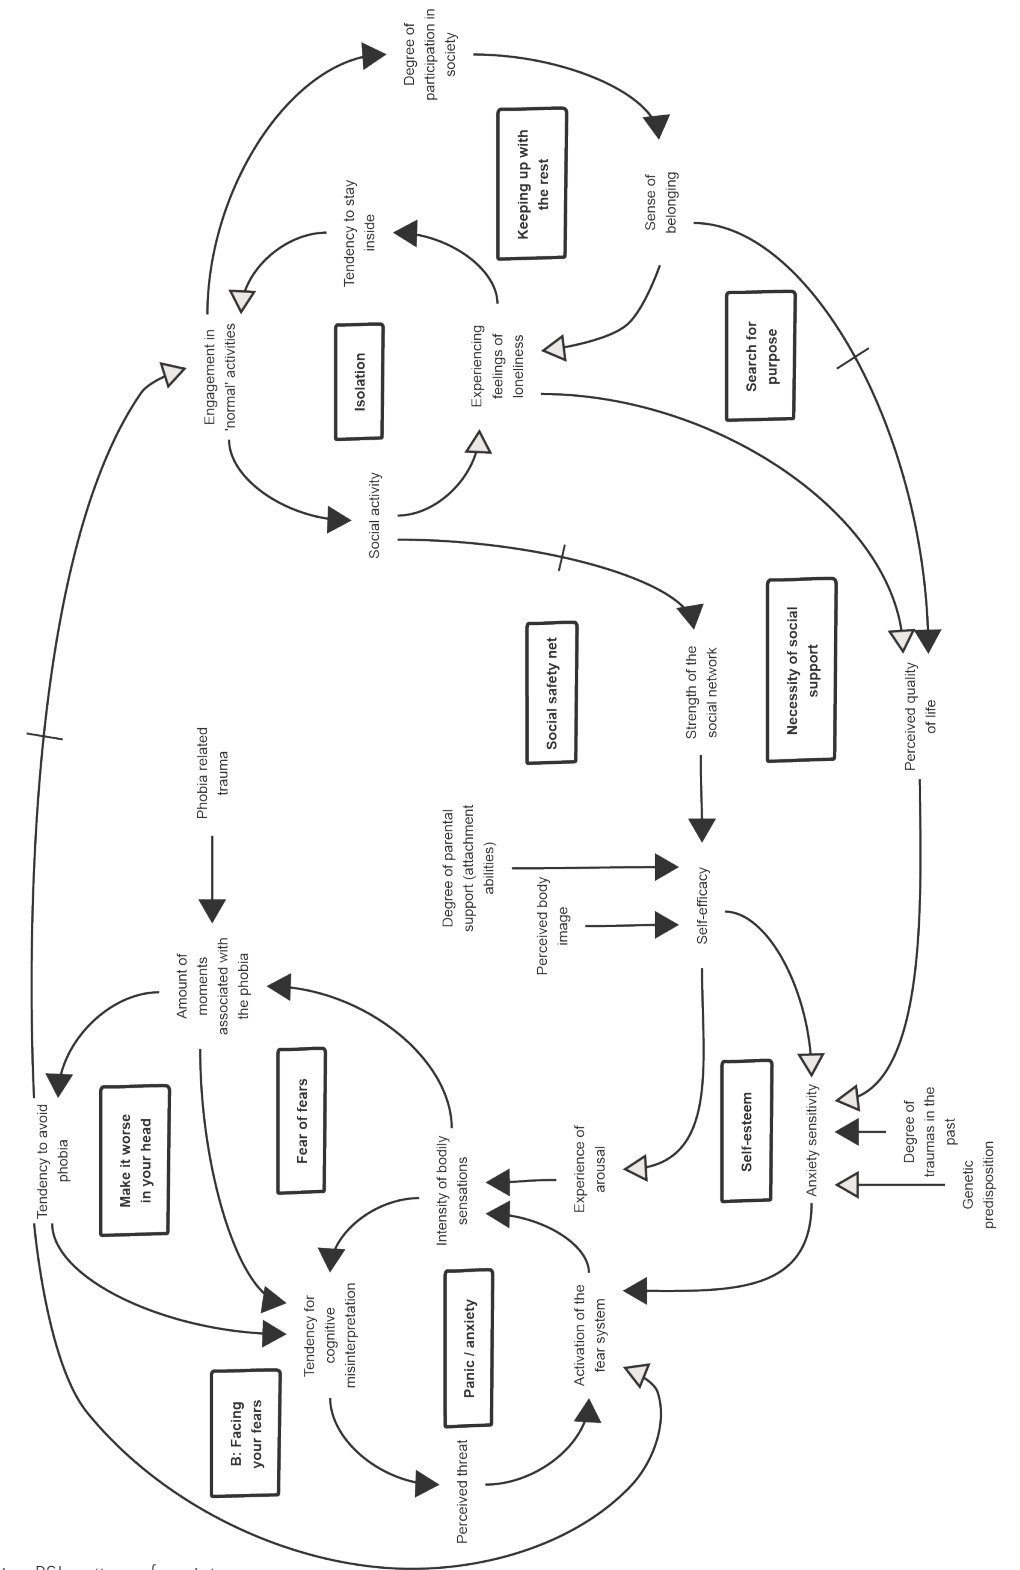 Tendency to avoid
phobia
Make it worse
in your head
B: Facing
your fears
Amount of
moments
associated with
the phobia
Phobia related
trauma
Engagement in
'normal' activities
Fear of fears
Tendency for
cognitive
misinterpretation
Isolation
Tendency to stay
inside
Social activity
Degree of
participation in
society
Intensity of bodily
sensations
Perceived threat
Panic / anxiety
Experiencing
feelings of
loneliness
Keeping up with
the rest
Degree of parental
support (attachment
abilities)
Perceived body
image
Social safety net
Experience of
arousal
Activation of the
fear system
Sense of
belonging
Strength of the
social network
Self-efficacy
Self-esteem
Search for
purpose
Necessity of social
support
Anxiety sensitivity
Perceived quality
of life
Degree of
traumas in the
past
Genetic
predisposition